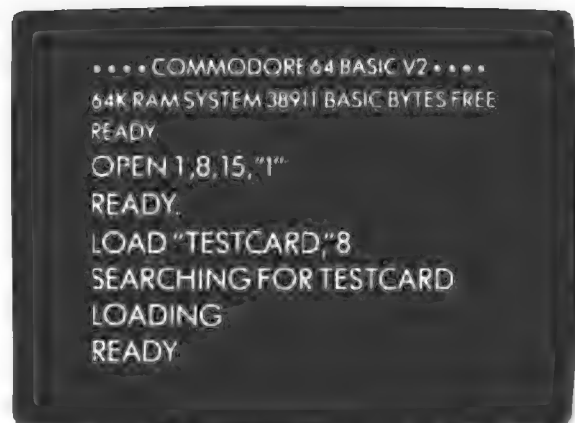 •••• COMMODORE 64 BASIC V2 ••••
64K RAM SYSTEM 38911 BASIC BYTES FREE
READY.
OPEN 1,8,15,"1"
READY.
LOAD "TESTCARD,"8
SEARCHING FOR TESTCARD
LOADING
READY